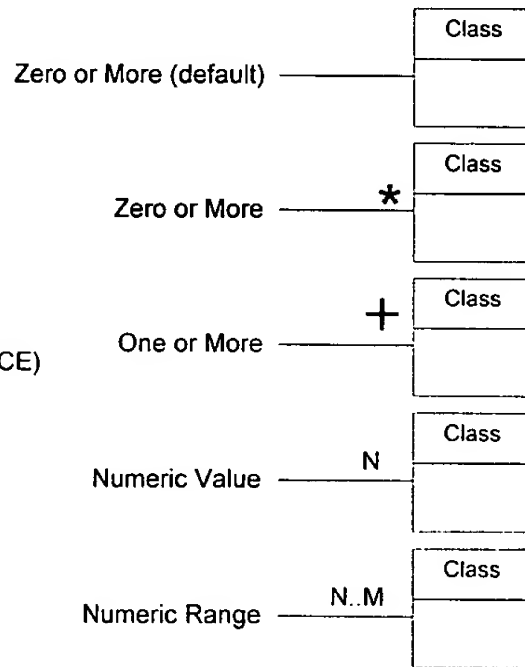 Class
Zero or More (default)
Class
Zero or More *
Class
+
One or More
CE)
Class
N
Numeric Value
Class
N..M
Numeric Range